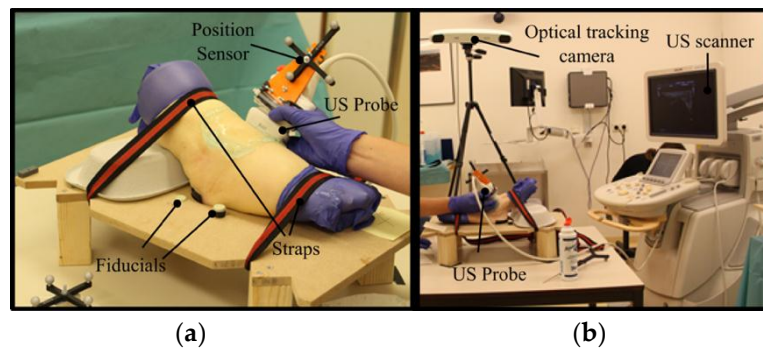 Position
Sensor
US Probe
Fiducials
Straps
Optical tracking
camera
US scanner
US Probe
(a)
(b)